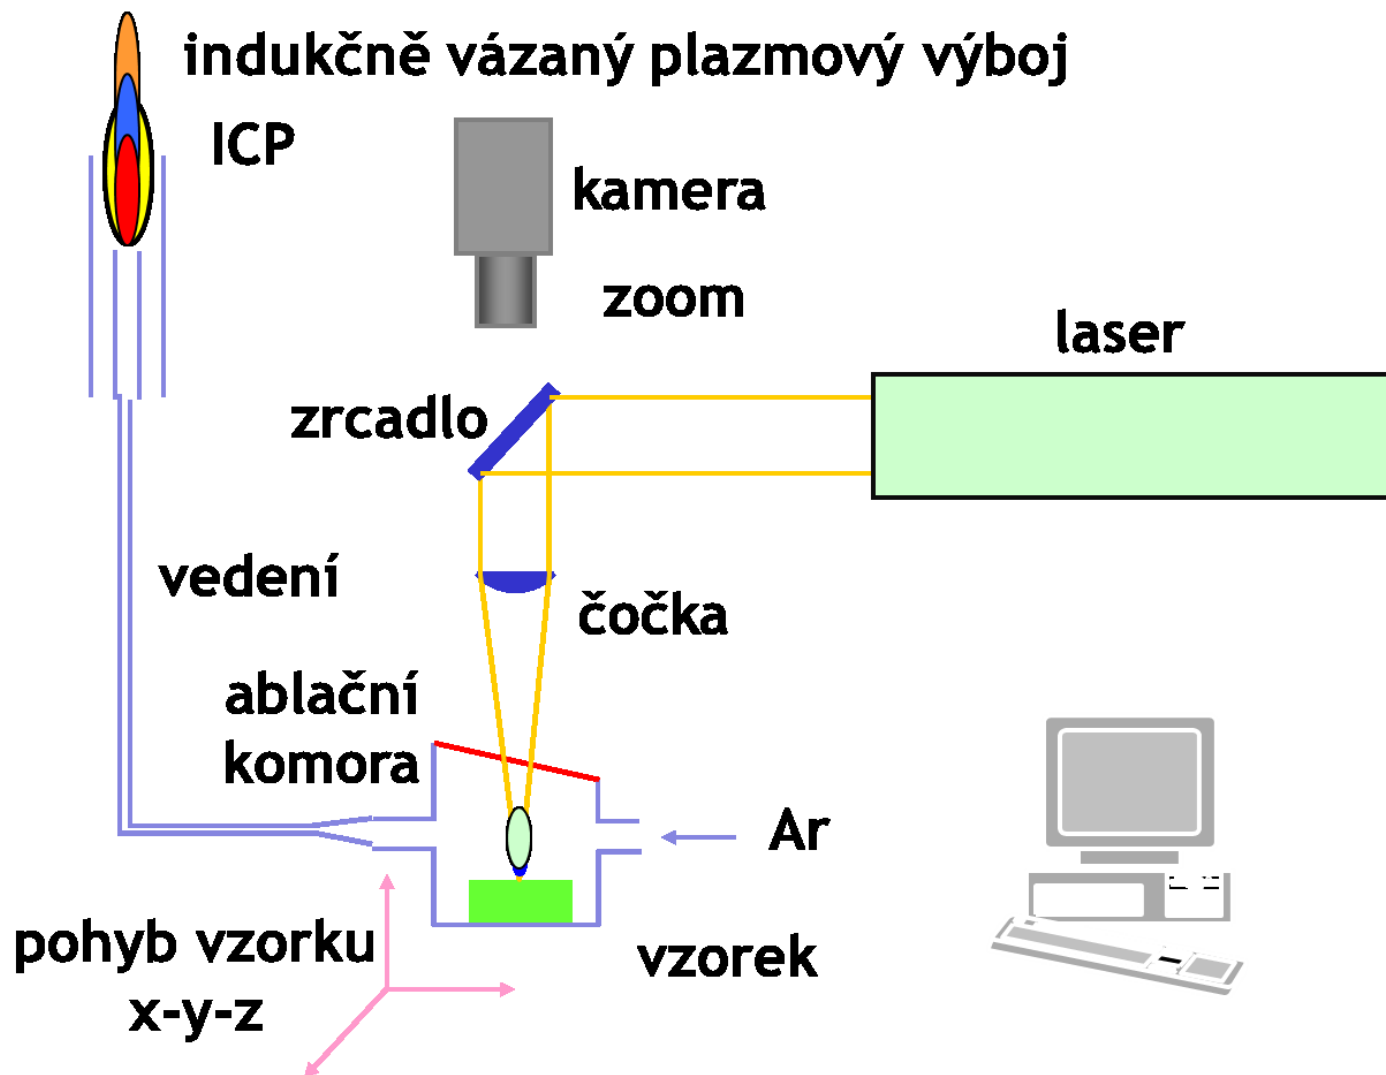 indukčně vázaný plazmový výboj
ICP
kamera
zoom
laser
zrcadlo
vedení
čočka
ablační
komora
Ar
pohyb vzorku
x-y-z
vzorek